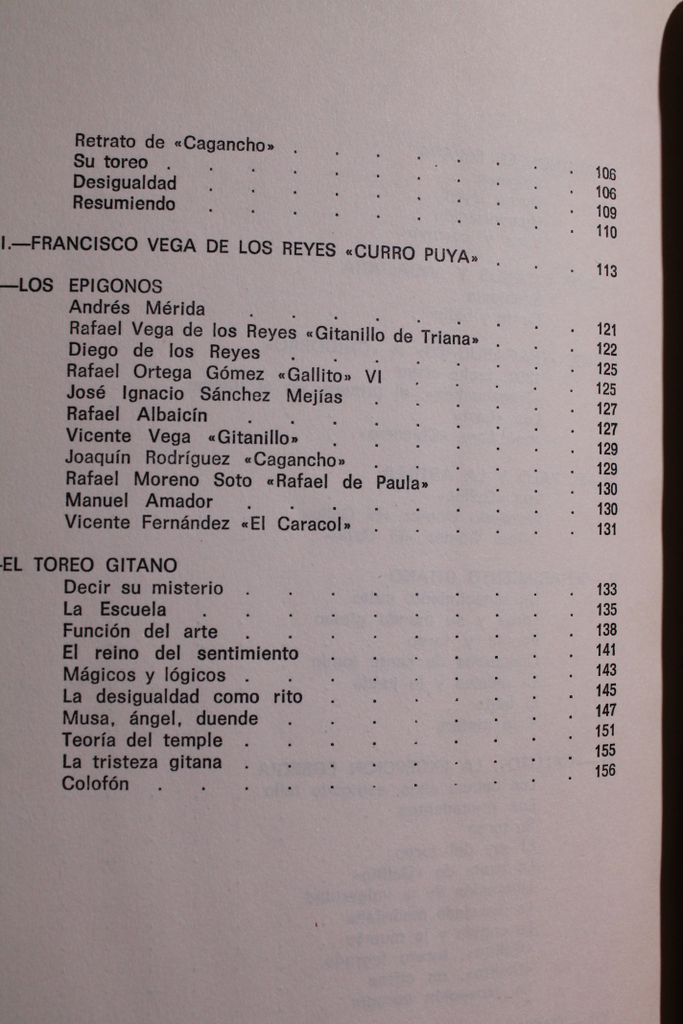 Retrato de «Cagancho» . . . . . . . . 106
Su toreo . . . . . . . . . . . 106
Desigualdad . . . . . . . . . . 109
Resumiendo . . . . . . . . . . 110
I.—FRANCISCO VEGA DE LOS REYES «CURRO PUYA» . . . 113
—LOS EPIGONOS
Andrés Mérida . . . . . . . . . 121
Rafael Vega de los Reyes «Gitanillo de Triana» . . . 122
Diego de los Reyes . . . . . . . . 125
Rafael Ortega Gómez «Gallito» VI . . . . . 125
José Ignacio Sánchez Mejías . . . . . . 127
Rafael Albaicín . . . . . . . . . 127
Vicente Vega «Gitanillo» . . . . . . . 129
Joaquín Rodríguez «Cagancho» . . . . . . 129
Rafael Moreno Soto «Rafael de Paula» . . . . 130
Manuel Amador . . . . . . . . . 130
Vicente Fernández «El Caracol» . . . . . . 131
-EL TOREO GITANO
Decir su misterio . . . . . . . . . 133
La Escuela . . . . . . . . . . 135
Función del arte . . . . . . . . . 138
El reino del sentimiento . . . . . . . 141
Mágicos y lógicos . . . . . . . . . 143
La desigualdad como rito . . . . . . . 145
Musa, ángel, duende . . . . . . . . 147
Teoría del temple . . . . . . . . . 151
La tristeza gitana . . . . . . . . . 155
Colofón . . . . . . . . . . . 156